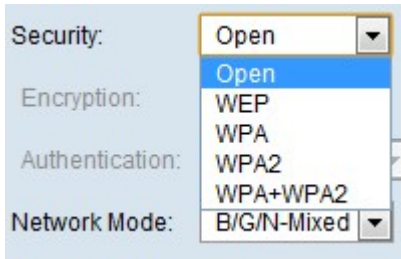 Security: Open
Open
Encryption: WEP
WPA
Authentication: WPA2
WPA+WPA2
Network Mode: B/G/N-Mixed